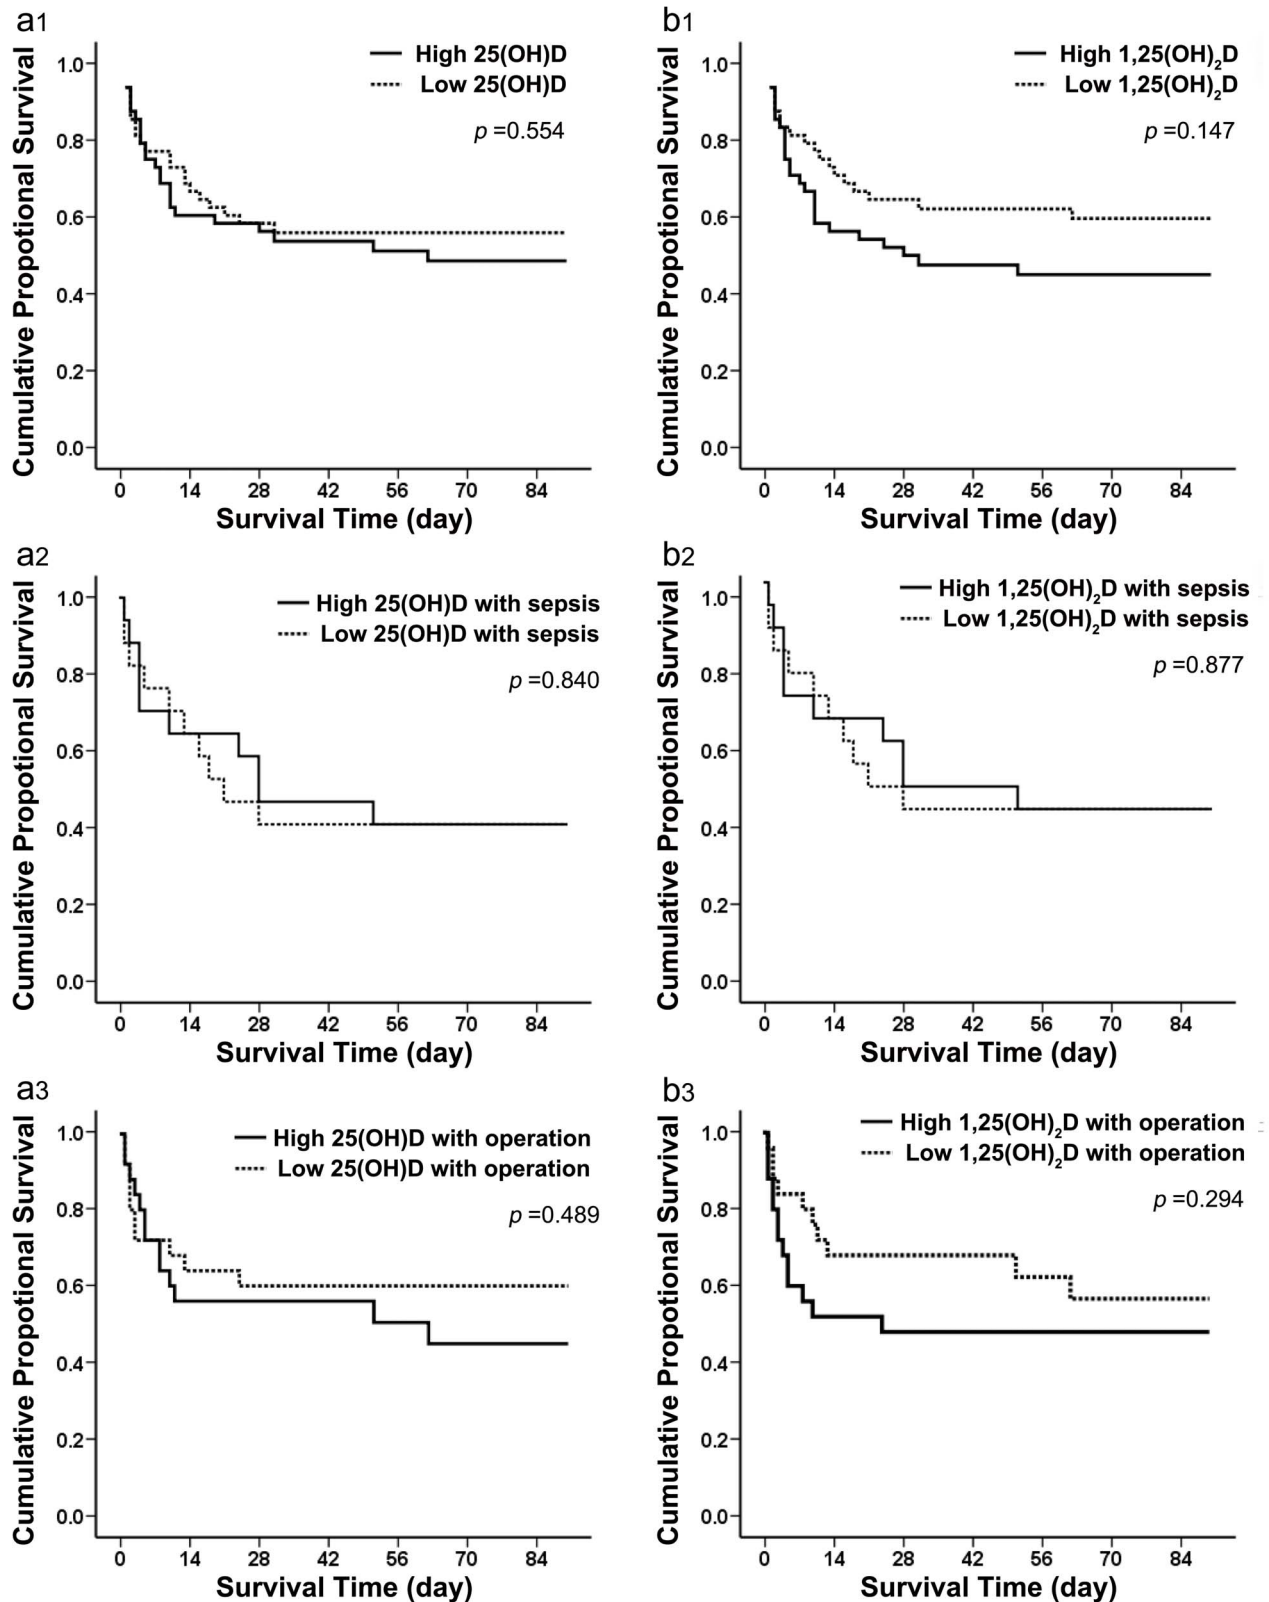 a1
High 25(OH)D
Low 25(OH)D
p =0.554
Cumulative Propotional Survival
1.0
0.8
0.6
0.4
0.2
0.0
0 14 28 42 56 70 84
Survival Time (day)
b1
High 1,25(OH)2D
Low 1,25(OH)2D
p =0.147
Cumulative Propotional Survival
1.0
0.8
0.6
0.4
0.2
0.0
0 14 28 42 56 70 84
Survival Time (day)
a2
High 25(OH)D with sepsis
Low 25(OH)D with sepsis
p =0.840
Cumulative Propotional Survival
1.0
0.8
0.6
0.4
0.2
0.0
0 14 28 42 56 70 84
Survival Time (day)
b2
High 1,25(OH)2D with sepsis
Low 1,25(OH)2D with sepsis
p =0.877
Cumulative Propotional Survival
1.0
0.8
0.6
0.4
0.2
0.0
0 14 28 42 56 70 84
Survival Time (day)
a3
High 25(OH)D with operation
Low 25(OH)D with operation
p =0.489
Cumulative Propotional Survival
1.0
0.8
0.6
0.4
0.2
0.0
0 14 28 42 56 70 84
Survival Time (day)
b3
High 1,25(OH)2D with operation
Low 1,25(OH)2D with operation
p =0.294
Cumulative Propotional Survival
1.0
0.8
0.6
0.4
0.2
0.0
0 14 28 42 56 70 84
Survival Time (day)